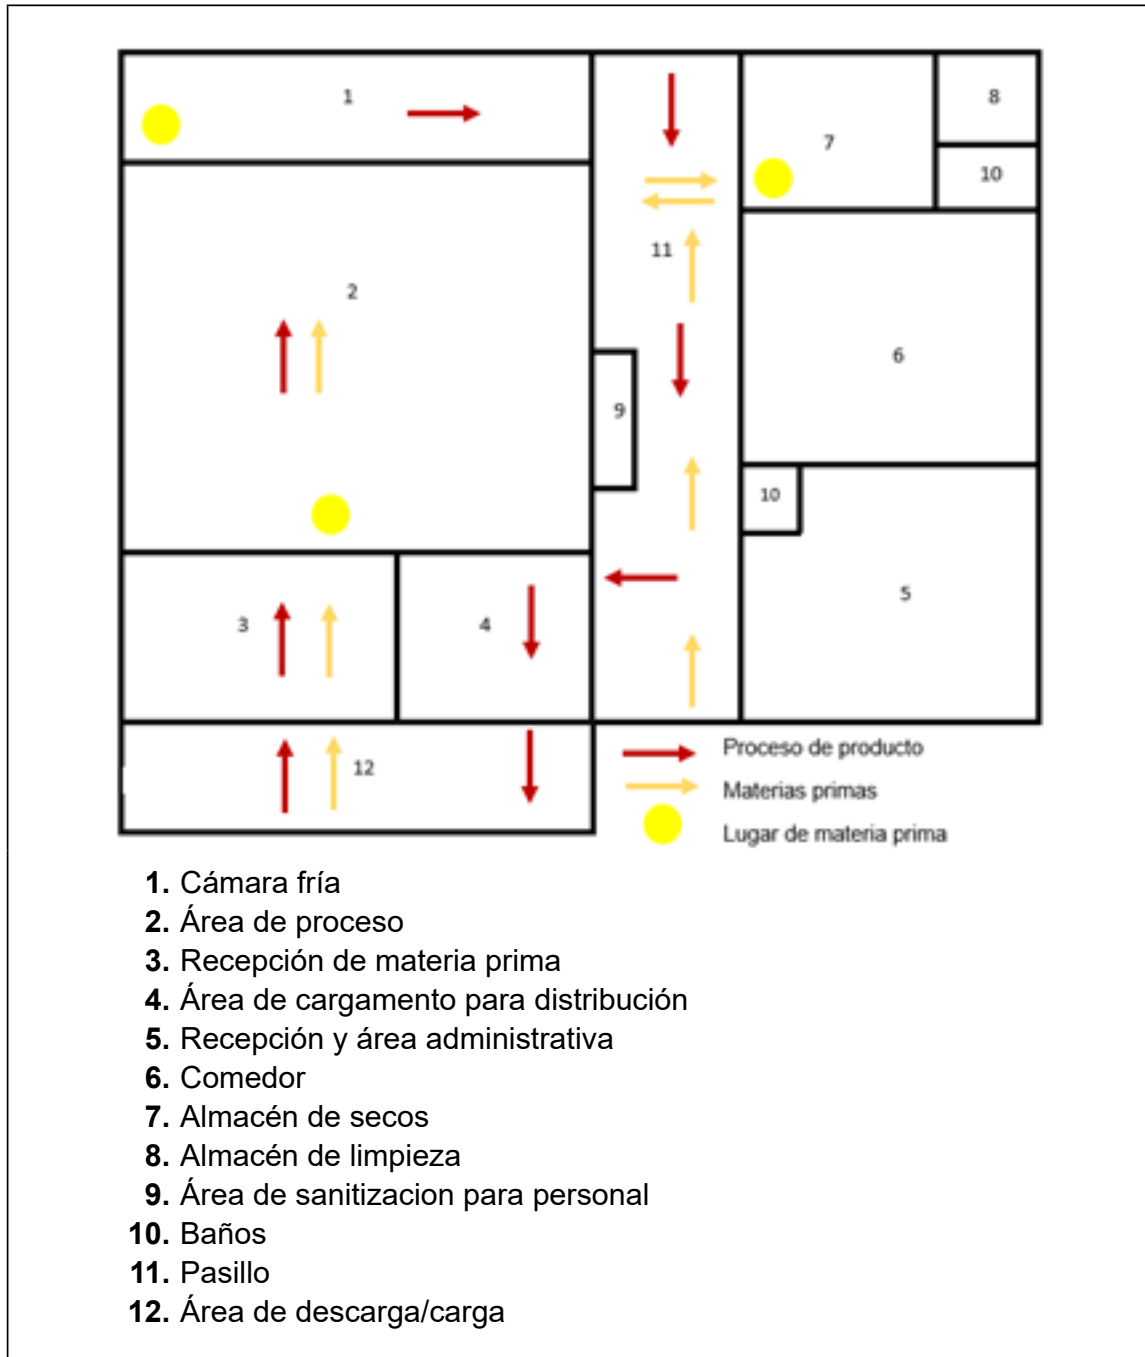 1
8
7
10
11
2
6
9
10
5
3
4
12
Proceso de producto
Materias primas
Lugar de materia prima
1. Cámara fría
2. Área de proceso
3. Recepción de materia prima
4. Área de cargamento para distribución
5. Recepción y área administrativa
6. Comedor
7. Almacén de secos
8. Almacén de limpieza
9. Área de sanitizacion para personal
10. Baños
11. Pasillo
12. Área de descarga/carga